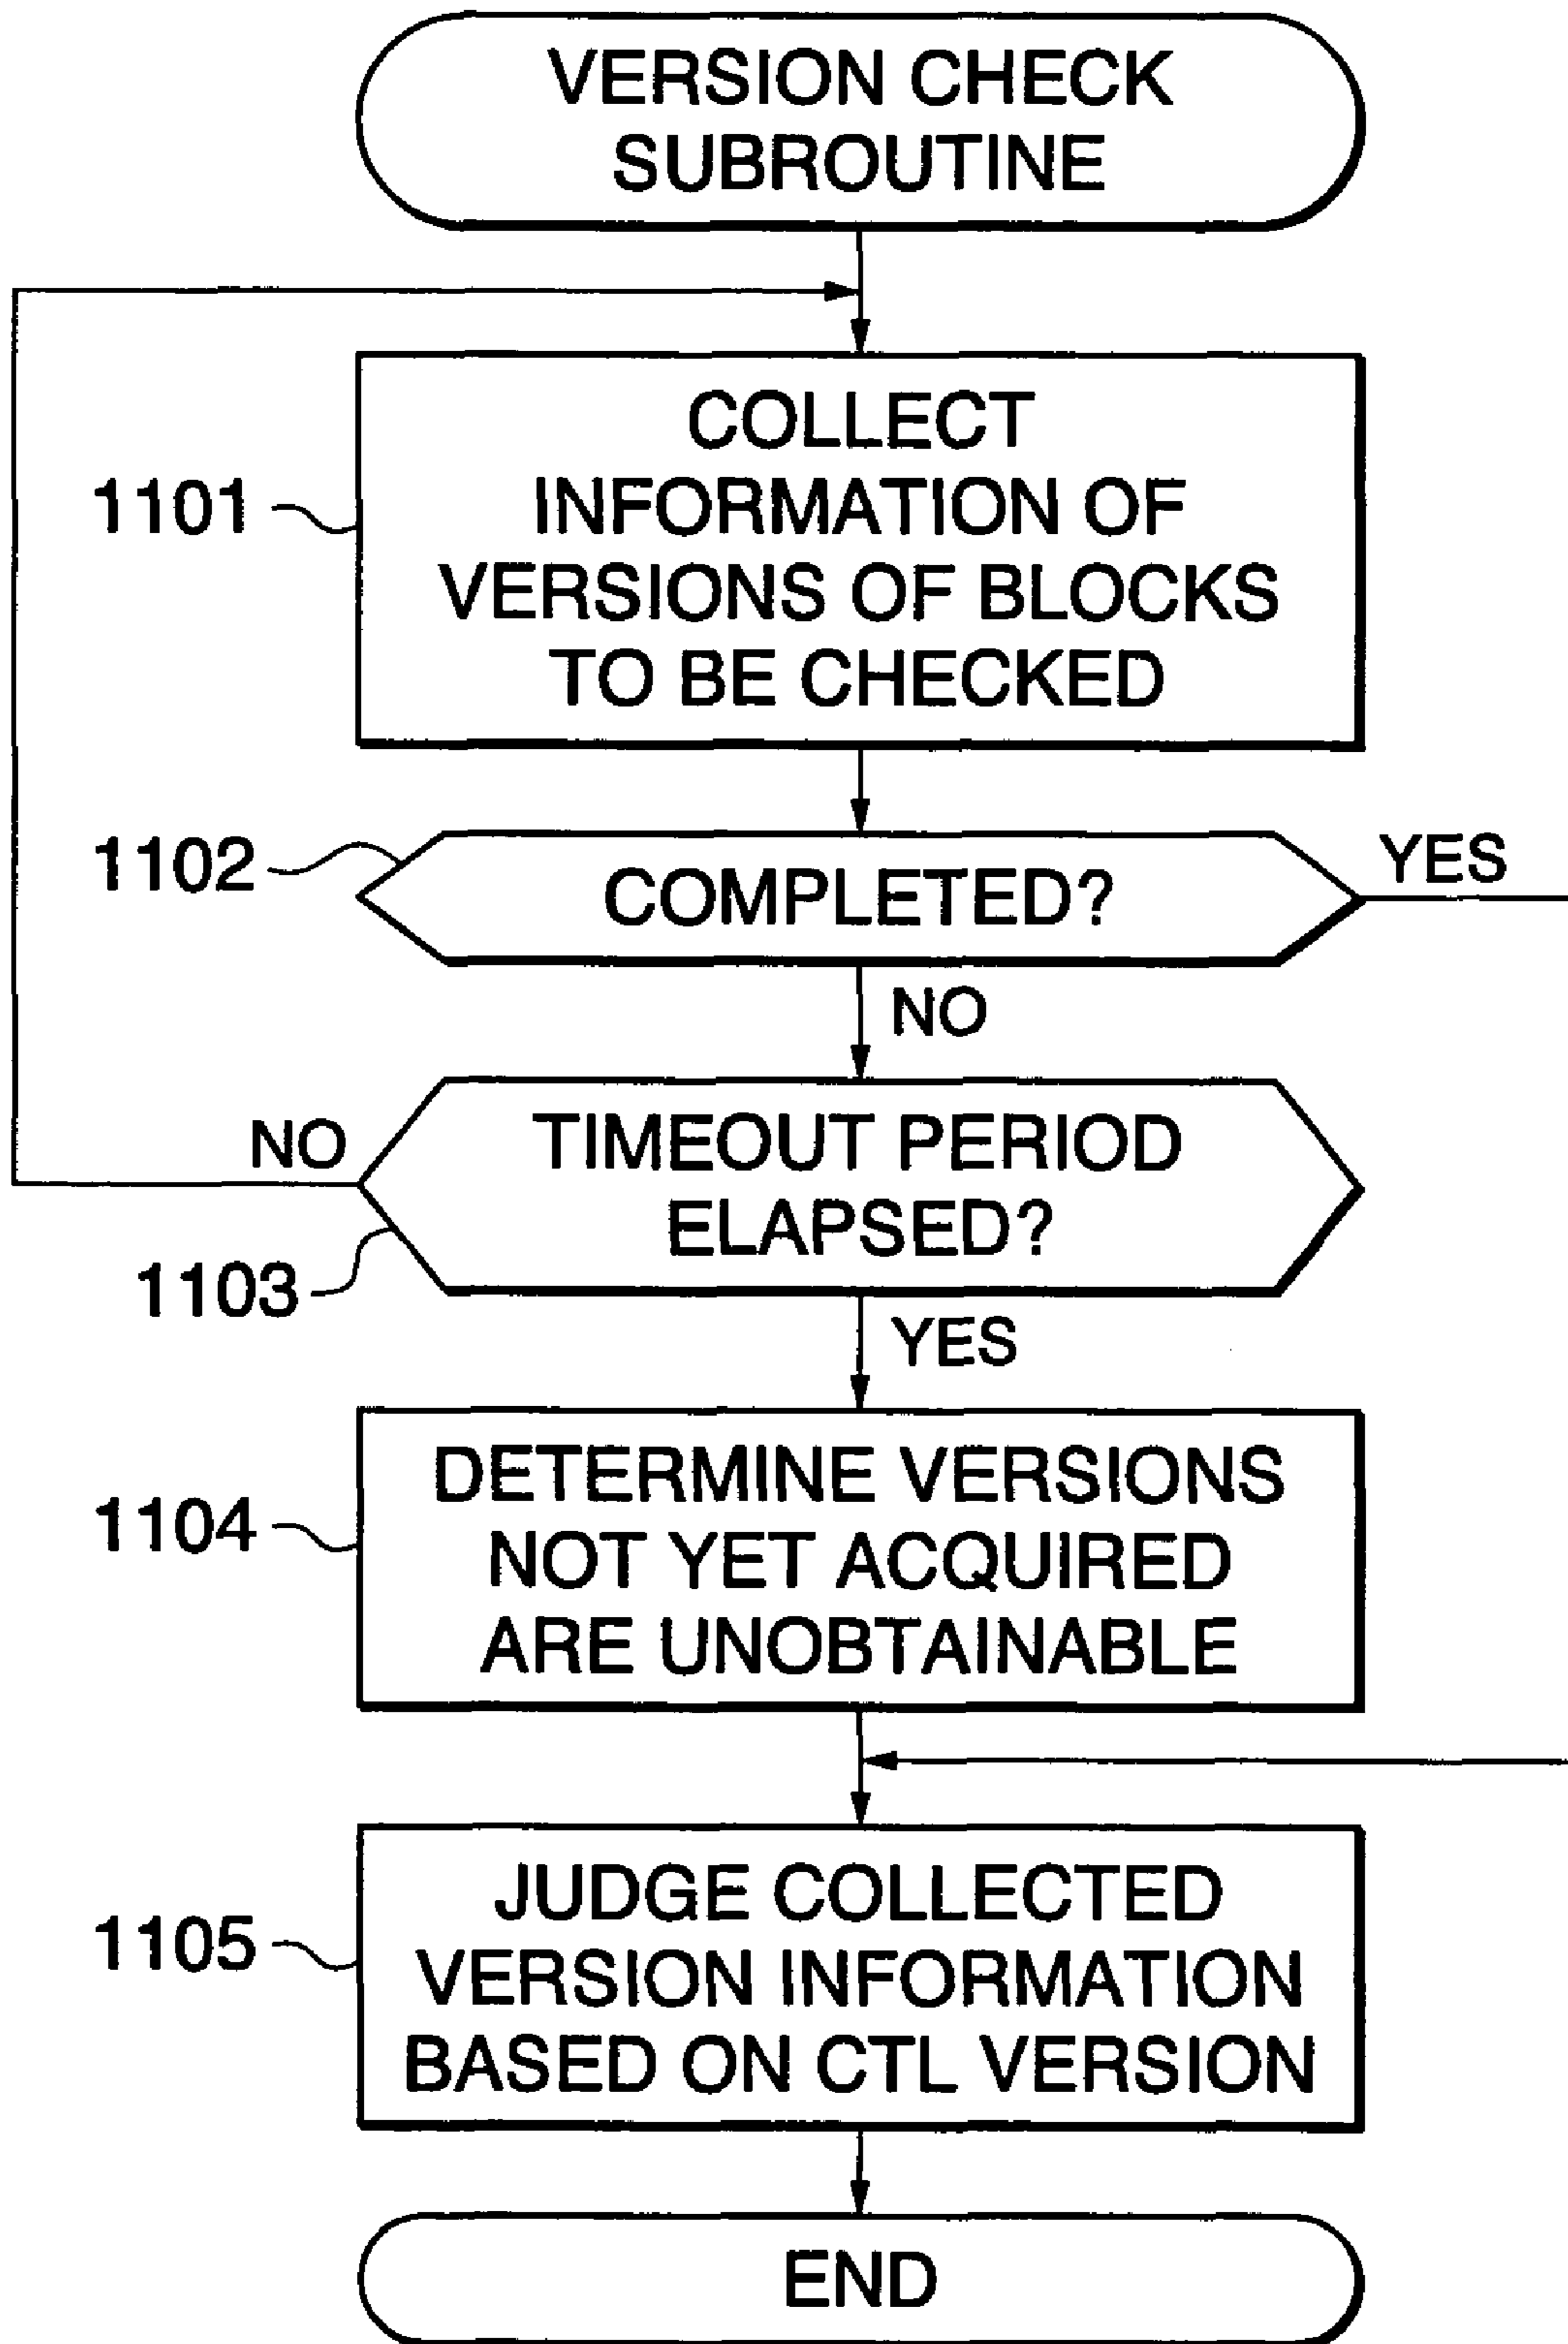 VERSION CHECK
SUBROUTINE
COLLECT
INFORMATION OF
VERSIONS OF BLOCKS
TO BE CHECKED
1101
1102
COMPLETED?
YES
NO
NO
TIMEOUT PERIOD
ELAPSED?
1103
YES
DETERMINE VERSIONS
NOT YET ACQUIRED
ARE UNOBTAINABLE
1104
JUDGE COLLECTED
VERSION INFORMATION
BASED ON CTL VERSION
1105
END